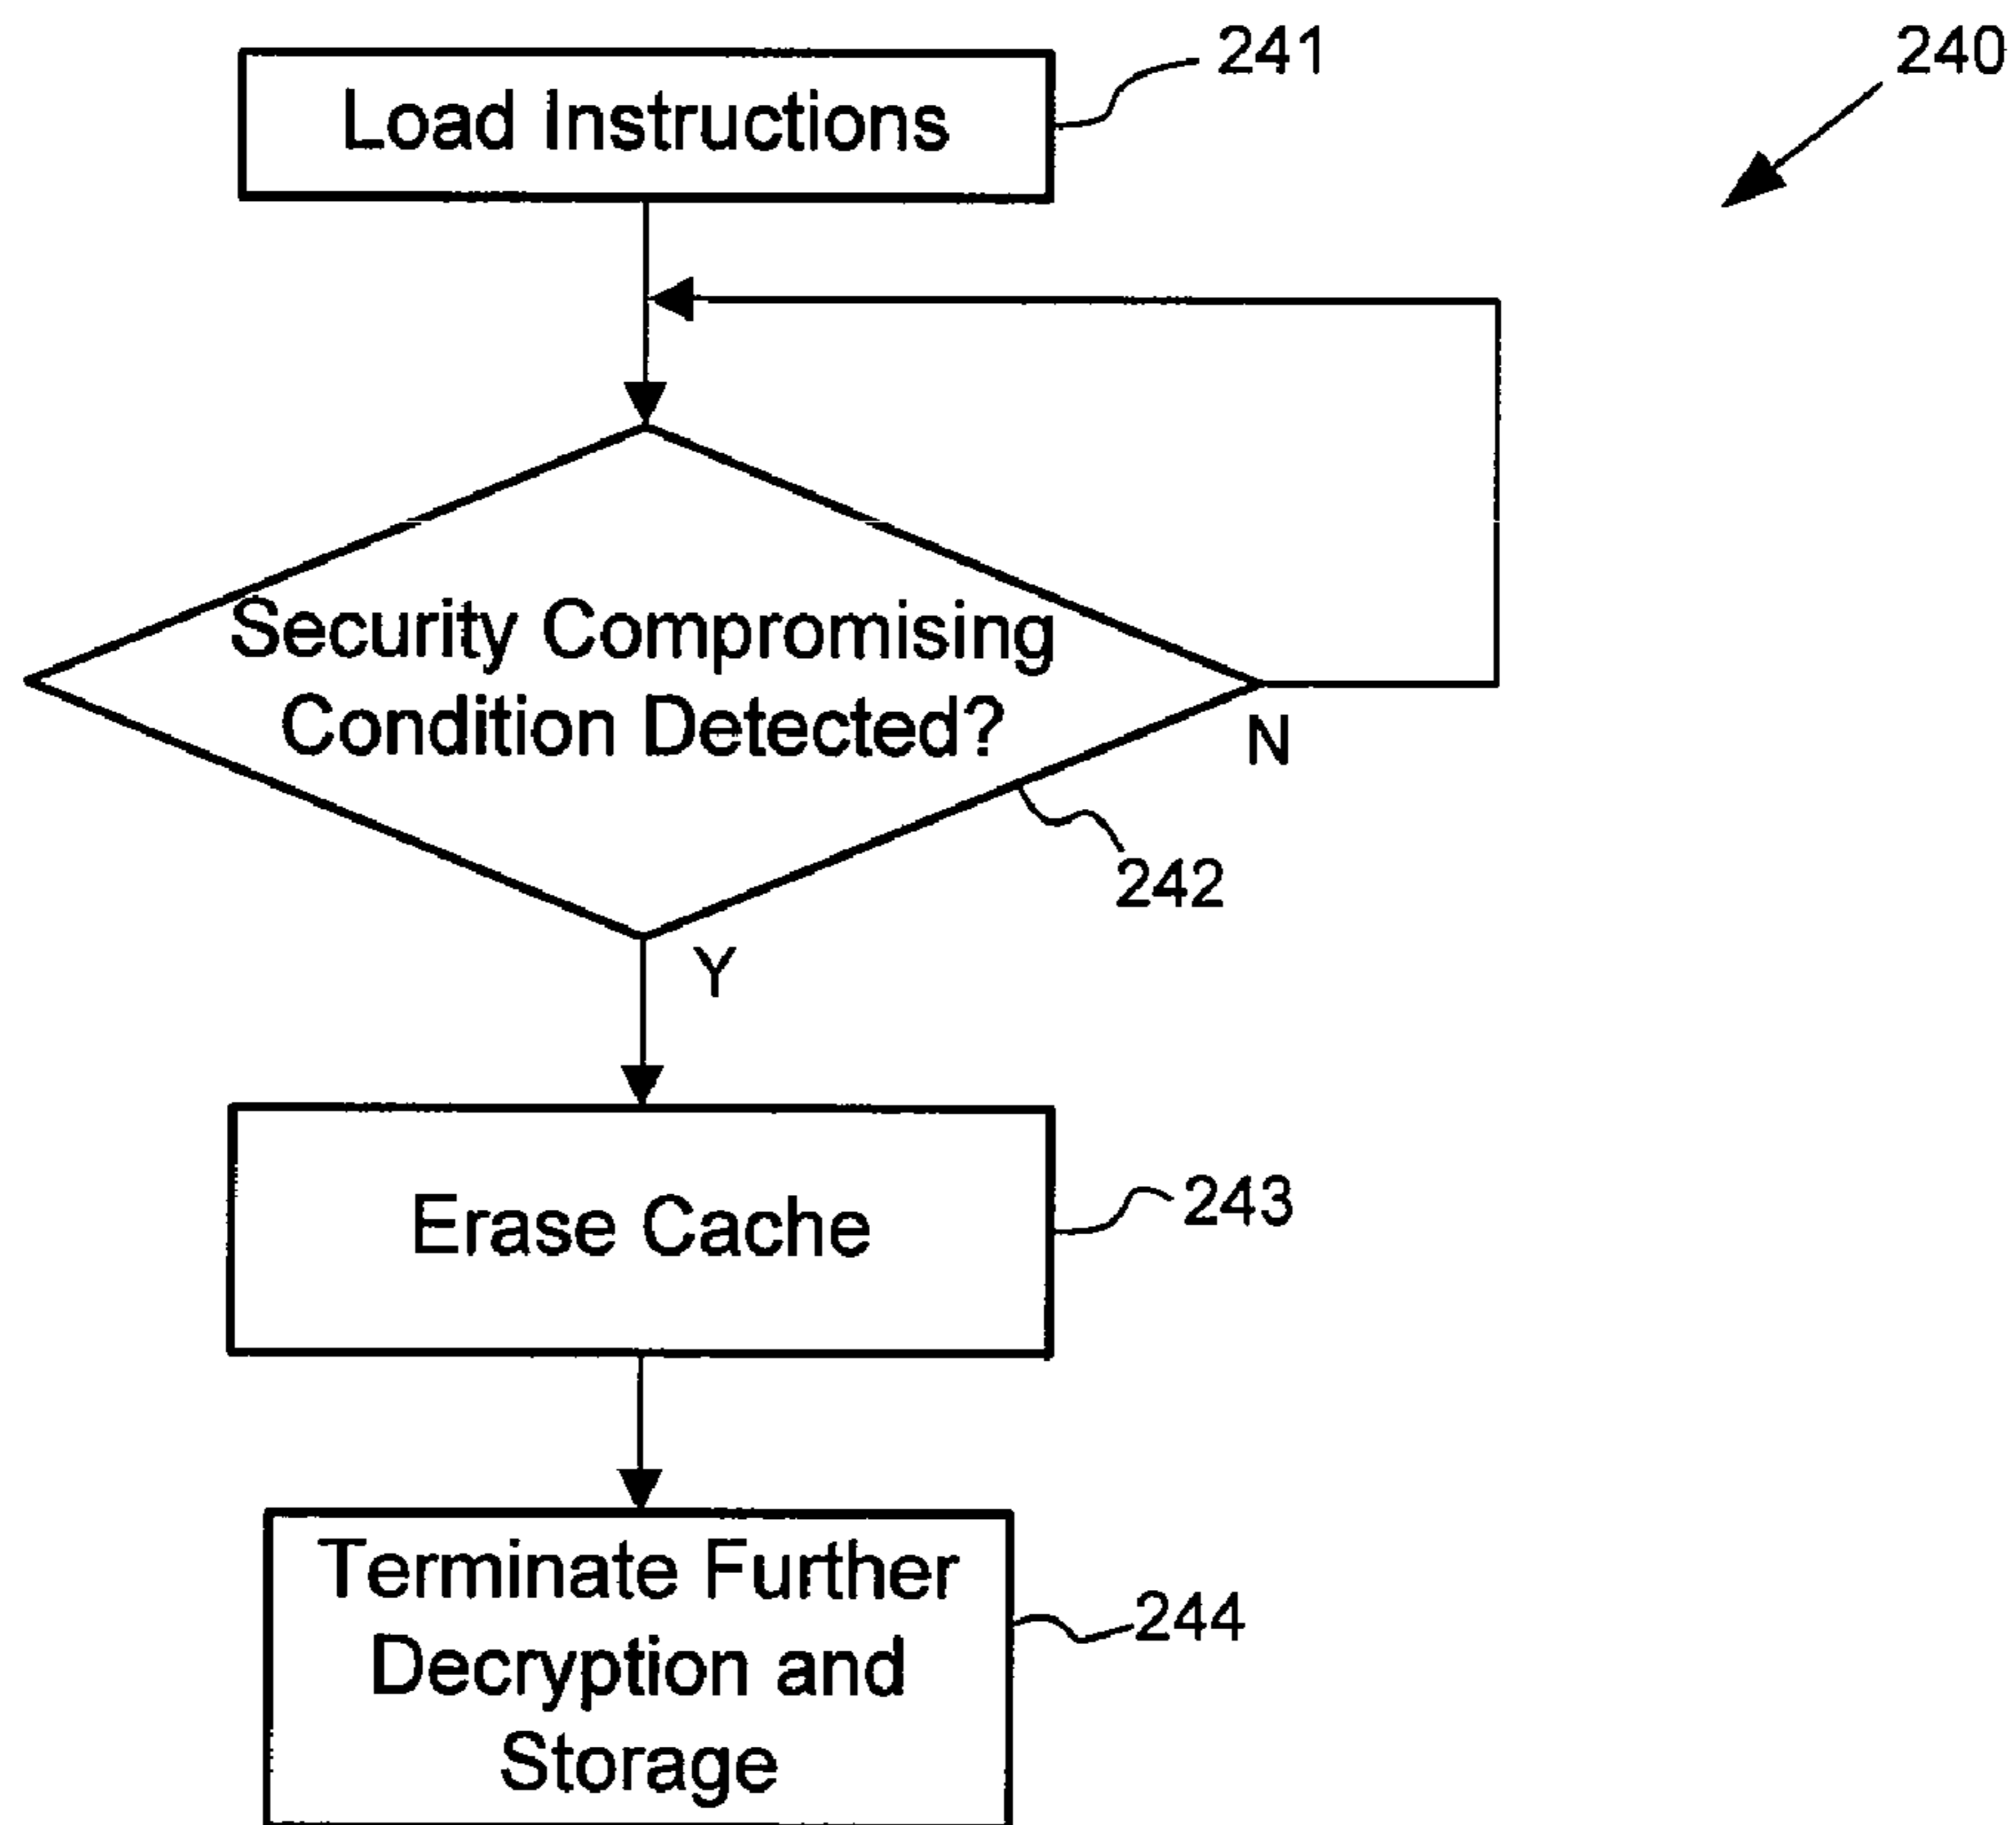 241
240
Load Instructions
Security Compromising
Condition Detected?
N
242
Y
Erase Cache
243
Terminate Further
Decryption and
Storage
244